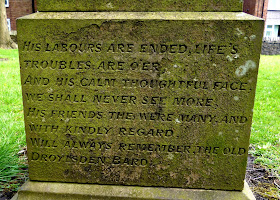 HIS LABOURS ARE ENDED, LIFE'S
TROUBLES ARE O'ER
AND HIS CALM THOUGHTFUL FACE
WE SHALL NEVER SEE MORE.
HIS FRIENDS THE WERE MANY, AND
WITH KINDLY REGARD
WILL ALWAYS REMEMBER THE OLD
DROYLSDEN BARD.